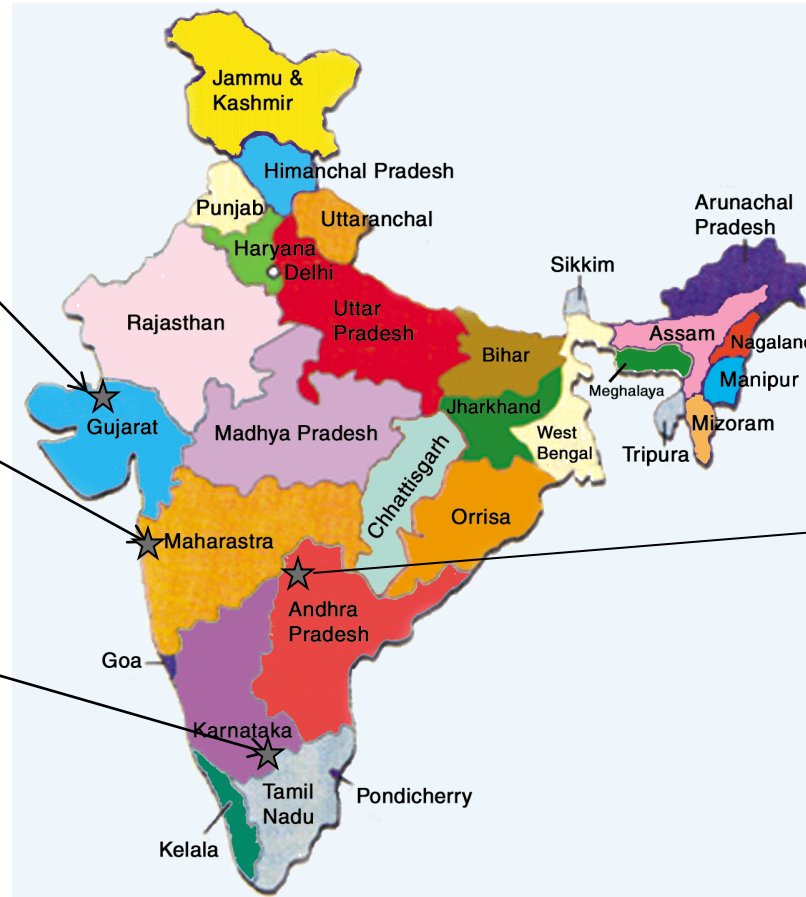 Jammu &
Kashmir
Himanchal Pradesh
Punjab
Uttaranchal
Haryana
Delhi
Arunachal
Pradesh
Sikkim
Rajasthan
Uttar
Pradesh
Bihar
Assam
Nagaland
Meghalaya
Manipur
Gujarat
Madhya Pradesh
Jharkhand
West
Bengal
Tripura
Mizoram
Chhattisgarh
Orrisa
Maharastra
Andhra
Pradesh
Goa
Karnataka
Tamil
Nadu
Pondicherry
Kelala